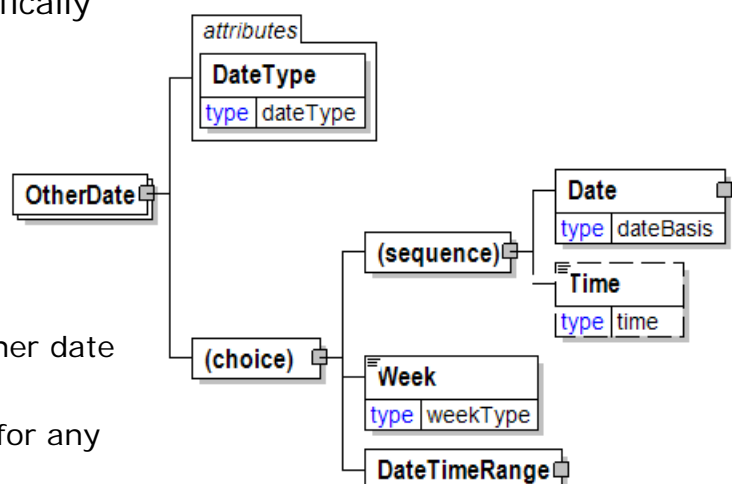 fically
attributes
DateType
type dateType
OtherDate
Date
type dateBasis
(sequence)
Time
type time
her date
(choice)
Week
type weekType
for any
DateTimeRange